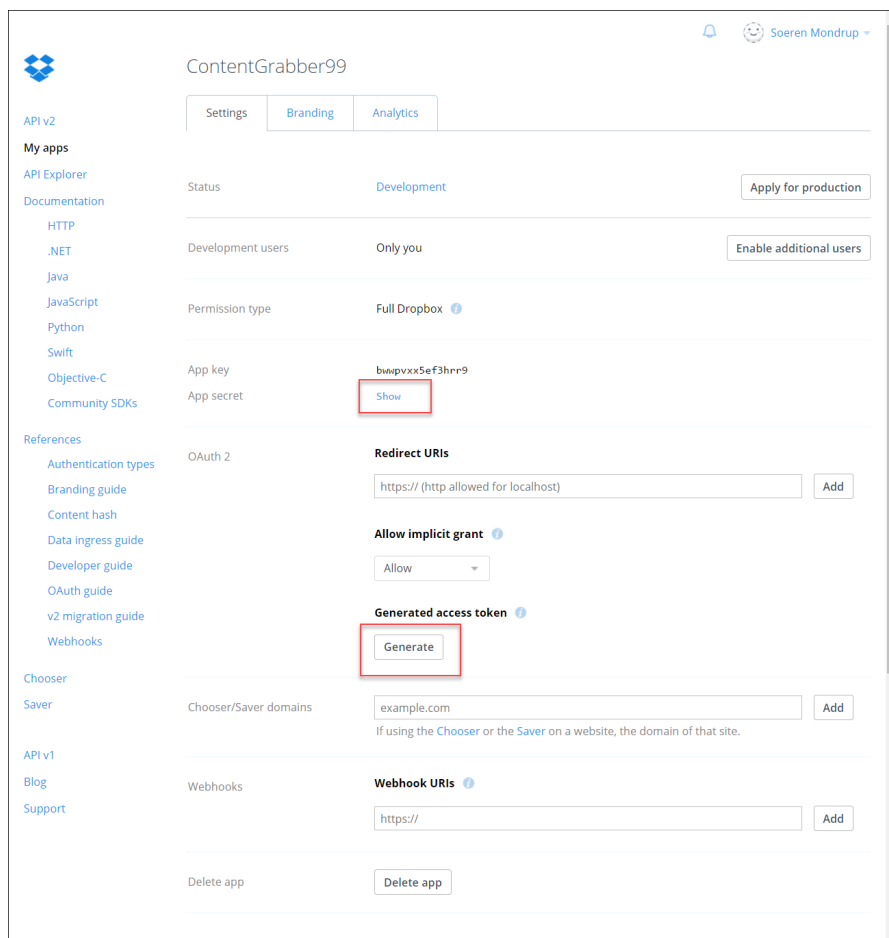 Soeren Mondrup
ContentGrabber99
Settings Branding Analytics
API v2
My apps
API Explorer
Documentation
HTTP
.NET
Java
JavaScript
Python
Swift
Objective-C
Community SDKs
References
Authentication types
Branding guide
Content hash
Data ingress guide
Developer guide
OAuth guide
v2 migration guide
Webhooks
Chooser
Saver
API v1
Blog
Support
Status Development Apply for production
Development users Only you Enable additional users
Permission type Full Dropbox i
App key bwwpvxx5ef3hrr9
App secret Show
OAuth 2 Redirect URIs
https:// (http allowed for localhost) Add
Allow implicit grant i
Allow
Generated access token i
Generate
Chooser/Saver domains example.com Add
If using the Chooser or the Saver on a website, the domain of that site.
Webhooks Webhook URIs i
https:// Add
Delete app Delete app